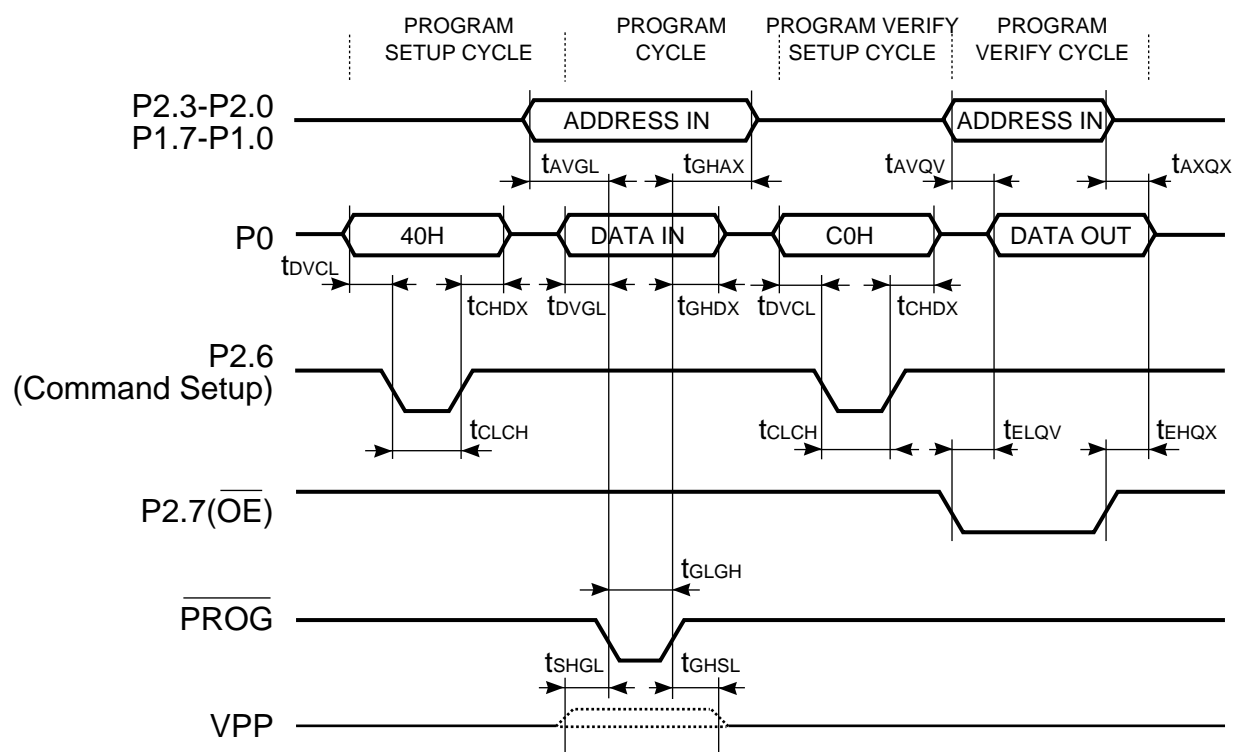 PROGRAM
SETUP CYCLE
PROGRAM
CYCLE
PROGRAM VERIFY
SETUP CYCLE
PROGRAM
VERIFY CYCLE
P2.3-P2.0
P1.7-P1.0
ADDRESS IN
ADDRESS IN
tAVGL
tGHAX
tAVQV
tAXQX
P0
40H
DATA IN
C0H
DATA OUT
tDVCL
tCHDX
tDVGL
tGHDX
tDVCL
tCHDX
P2.6
(Command Setup)
tCLCH
tCLCH
tELQV
tEHQX
P2.7(OE)
tGLGH
PROG
tSHGL
tGHSL
VPP